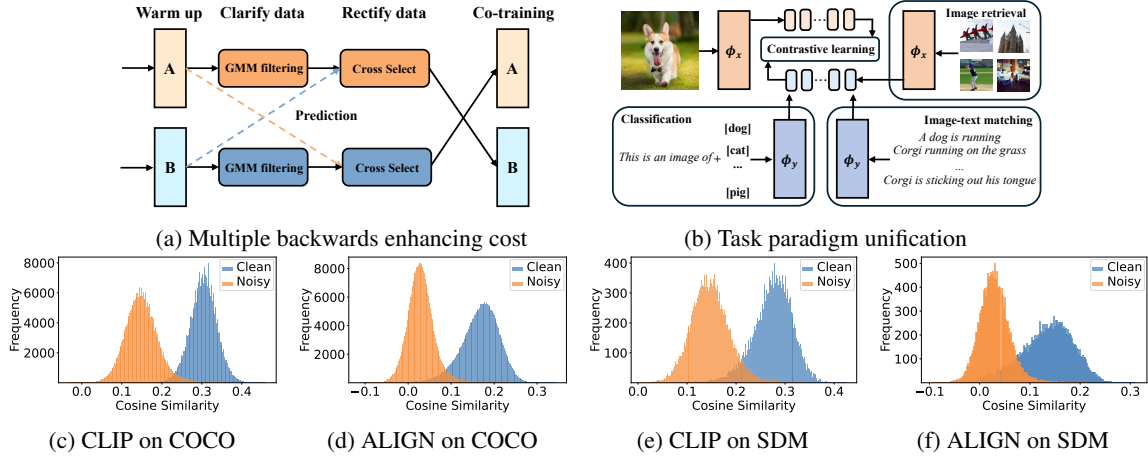 Warm up Clarify data Rectify data Co-training
A GMM filtering Cross Select A
Prediction
B GMM filtering Cross Select B
(a) Multiple backwards enhancing cost
ϕx Contrastive learning ϕx Image retrieval
Classification
This is an image of +
[dog]
[cat]
...
[pig]
ϕy
ϕy
Image-text matching
A dog is running
Corgi running on the grass
...
Corgi is sticking out his tongue
(b) Task paradigm unification
8000
6000
4000
2000
Frequency
Clean
Noisy
0.0 0.1 0.2 0.3 0.4
Cosine Similarity
(c) CLIP on COCO
8000
6000
4000
2000
Frequency
Clean
Noisy
−0.1 0.0 0.1 0.2 0.3
Cosine Similarity
(d) ALIGN on COCO
400
300
200
100
Frequency
Clean
Noisy
0.0 0.1 0.2 0.3 0.4
Cosine Similarity
(e) CLIP on SDM
500
400
300
200
100
Frequency
Clean
Noisy
−0.1 0.0 0.1 0.2 0.3
Cosine Similarity
(f) ALIGN on SDM